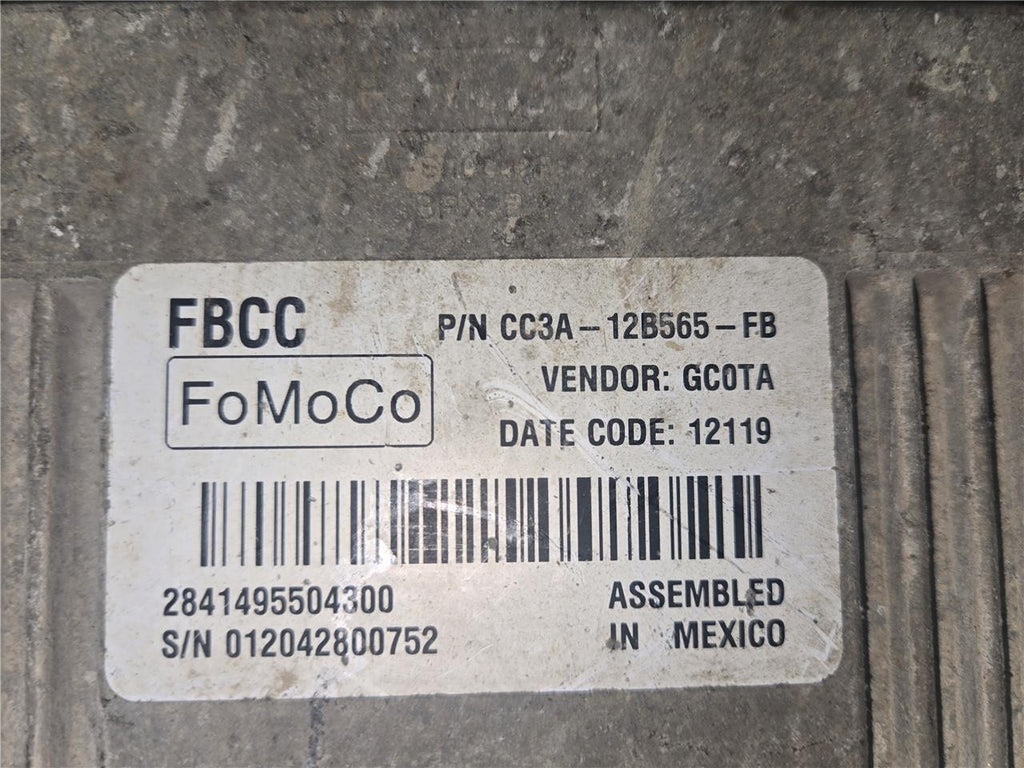 FBCC
P/N CC3A-12B565-FB
FoMoCo
VENDOR: GC0TA
DATE CODE: 12119
2841495504300
S/N 012042800752
ASSEMBLED
IN MEXICO